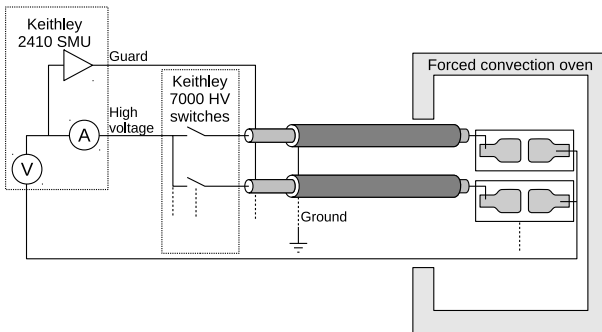 Keithley
2410 SMU
Guard
Keithley
7000 HV
switches
High
voltage
A
V
Ground
Forced convection oven